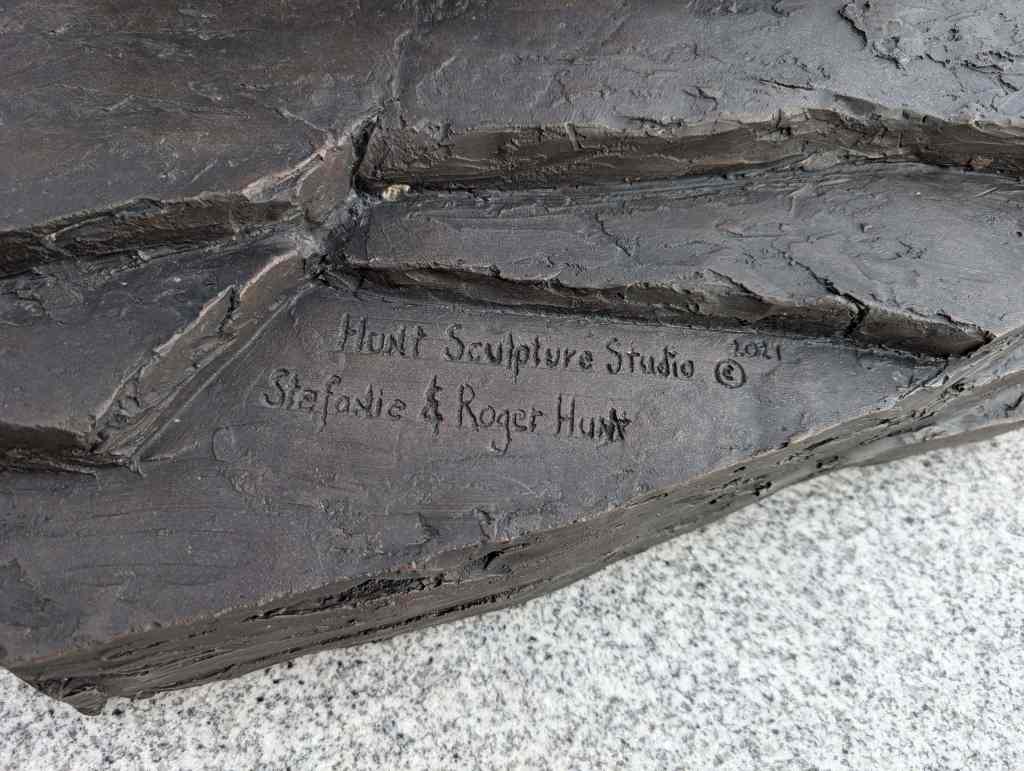 Hunt Sculpture Studio © 2021
Stefanie & Roger Hunt